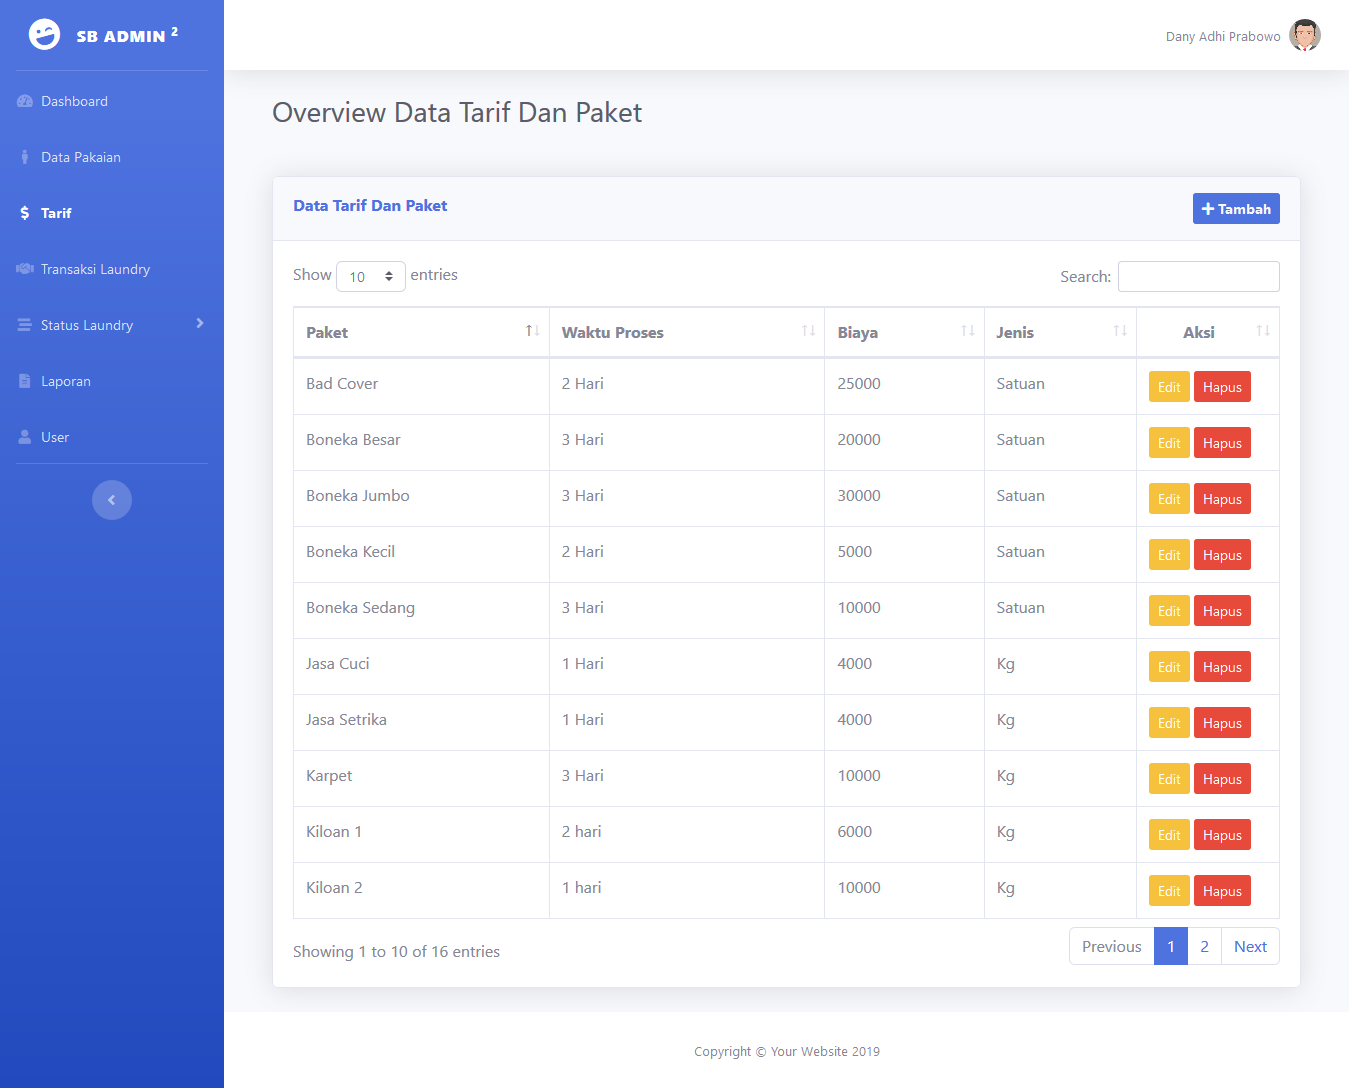 SB ADMIN 2
Dany Adhi Prabowo
Dashboard
Data Pakaian
Tarif
Transaksi Laundry
Status Laundry
Laporan
User
Overview Data Tarif Dan Paket
Data Tarif Dan Paket
Tambah
Show 10 entries
Search:
Paket Waktu Proses Biaya Jenis Aksi
Bad Cover 2 Hari 25000 Satuan Edit Hapus
Boneka Besar 3 Hari 20000 Satuan Edit Hapus
Boneka Jumbo 3 Hari 30000 Satuan Edit Hapus
Boneka Kecil 2 Hari 5000 Satuan Edit Hapus
Boneka Sedang 3 Hari 10000 Satuan Edit Hapus
Jasa Cuci 1 Hari 4000 Kg Edit Hapus
Jasa Setrika 1 Hari 4000 Kg Edit Hapus
Karpet 3 Hari 10000 Kg Edit Hapus
Kiloan 1 2 hari 6000 Kg Edit Hapus
Kiloan 2 1 hari 10000 Kg Edit Hapus
Showing 1 to 10 of 16 entries
Previous 1 2 Next
Copyright © Your Website 2019